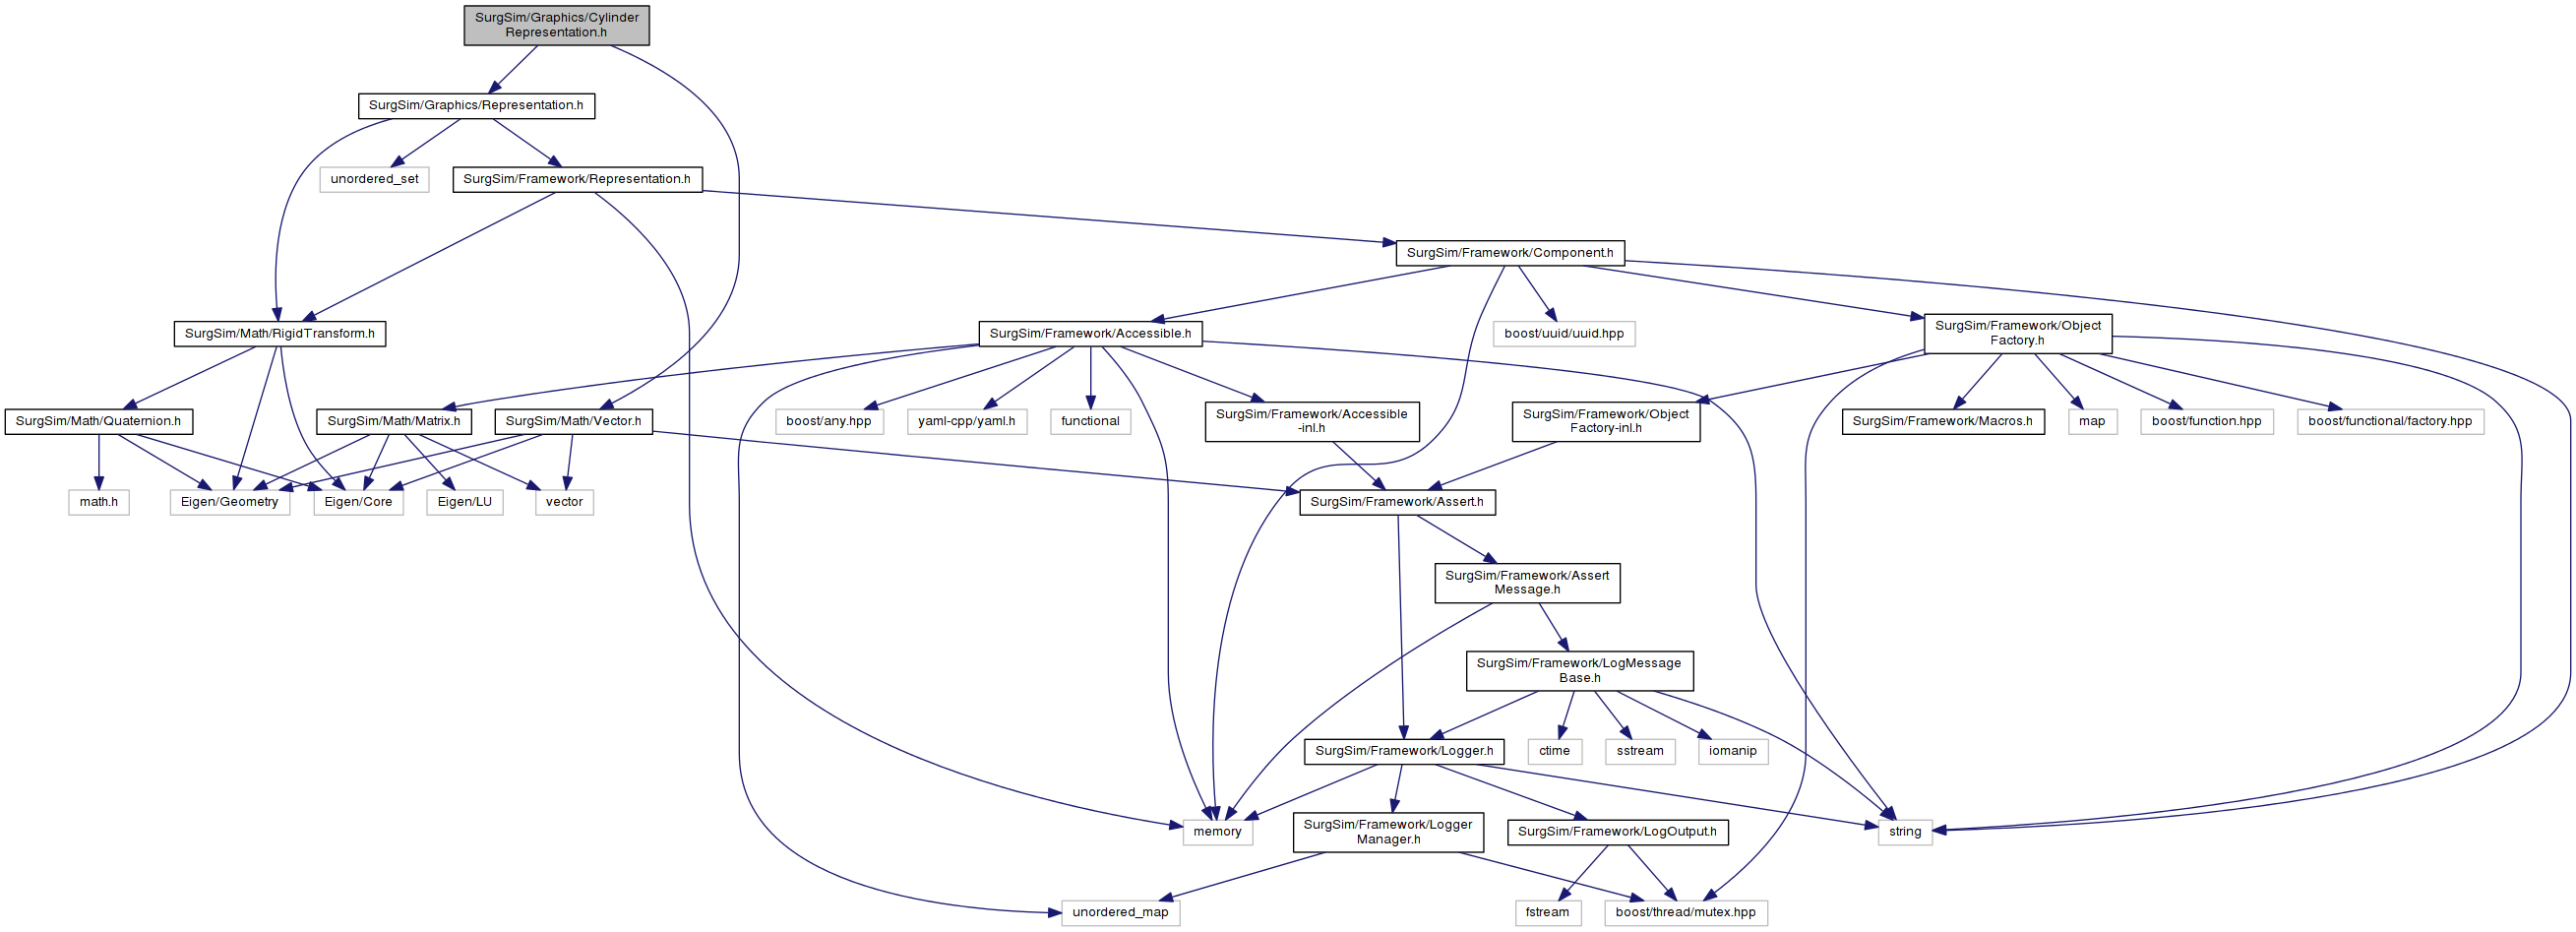 SurgSim/Graphics/Cylinder
Representation.h
SurgSim/Graphics/Representation.h
unordered_set
SurgSim/Framework/Representation.h
SurgSim/Framework/Component.h
SurgSim/Math/RigidTransform.h
SurgSim/Framework/Accessible.h
boost/uuid/uuid.hpp
SurgSim/Framework/Object
Factory.h
SurgSim/Math/Quaternion.h
SurgSim/Math/Matrix.h
SurgSim/Math/Vector.h
boost/any.hpp
yaml-cpp/yaml.h
functional
SurgSim/Framework/Accessible
-inl.h
SurgSim/Framework/Object
Factory-inl.h
SurgSim/Framework/Macros.h
map
boost/function.hpp
boost/functional/factory.hpp
math.h
Eigen/Geometry
Eigen/Core
Eigen/LU
vector
SurgSim/Framework/Assert.h
SurgSim/Framework/Assert
Message.h
SurgSim/Framework/LogMessage
Base.h
SurgSim/Framework/Logger.h
ctime
sstream
iomanip
memory
SurgSim/Framework/Logger
Manager.h
SurgSim/Framework/LogOutput.h
string
unordered_map
fstream
boost/thread/mutex.hpp